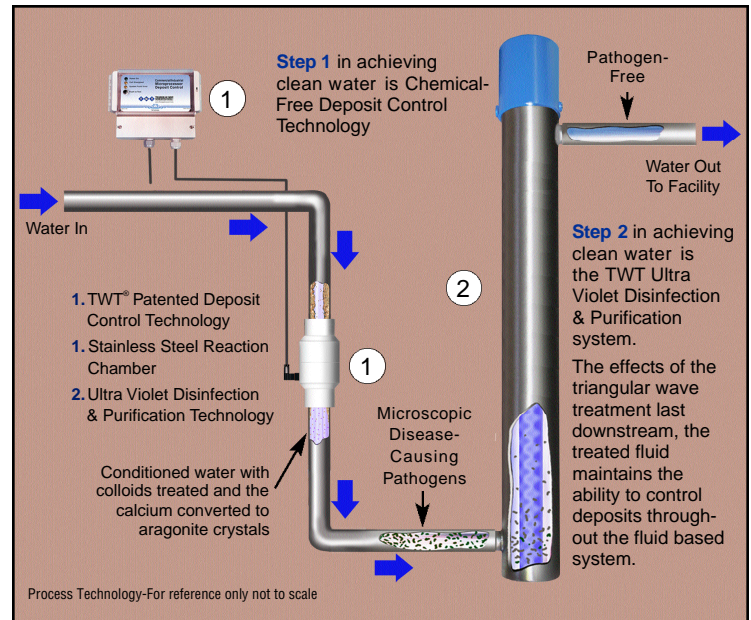 Step 1 in achieving
clean water is Chemical-
Free Deposit Control
Technology
1
Pathogen-
Free
Water Out
To Facility
Water In
Step 2 in achieving
clean water is
the TWT Ultra
Violet Disinfection
& Purification
system.
The effects of the
triangular wave
treatment last
downstream, the
treated fluid
maintains the
ability to control
deposits through-
out the fluid based
system.
2
1. TWT® Patented Deposit
Control Technology
1. Stainless Steel Reaction
Chamber
2. Ultra Violet Disinfection
& Purification Technology
1
Microscopic
Disease-
Causing
Pathogens
Conditioned water with
colloids treated and the
calcium converted to
aragonite crystals
Process Technology-For reference only not to scale